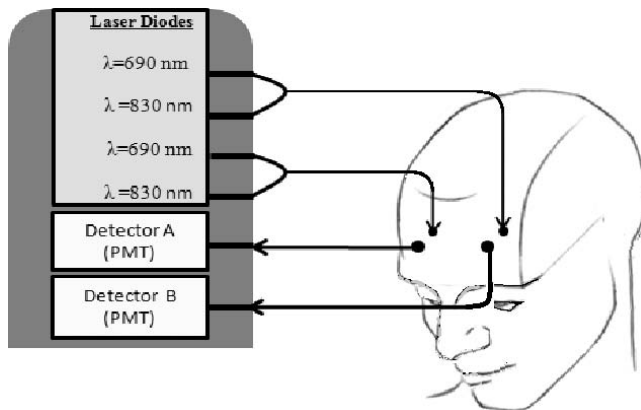 Laser Diodes
λ=690 nm
λ=830 nm
λ=690 nm
λ=830 nm
Detector A
(PMT)
Detector B
(PMT)